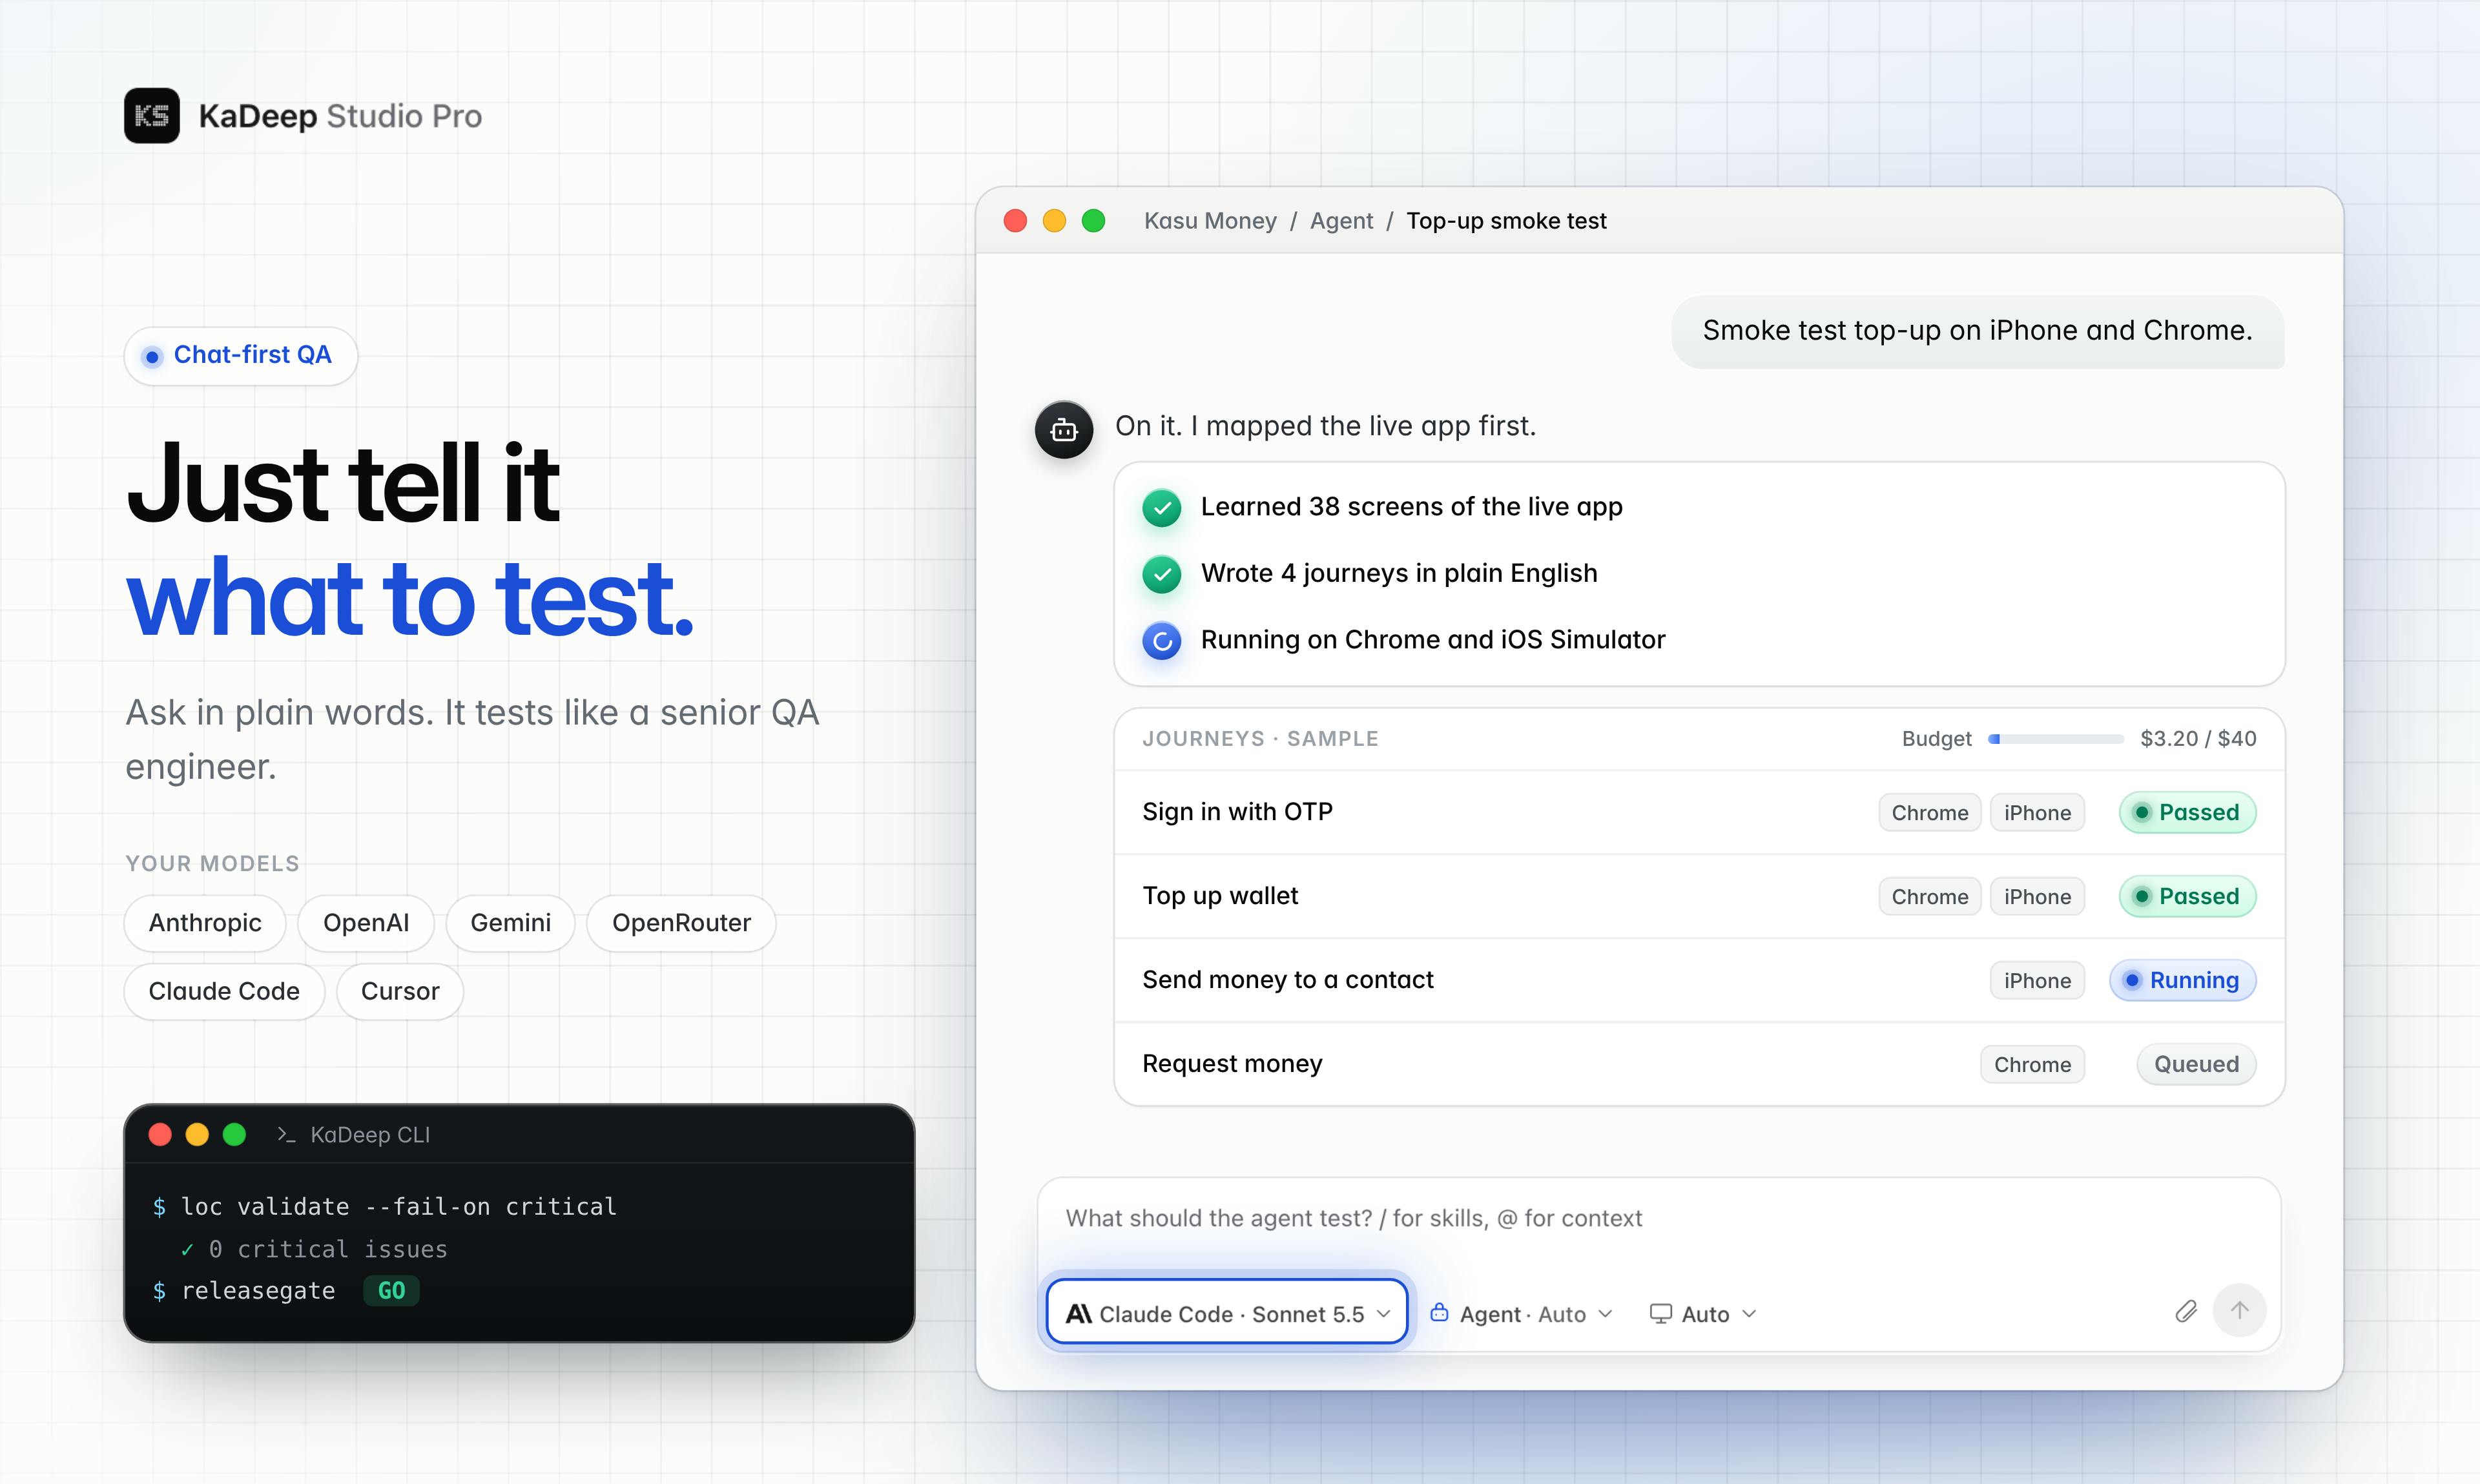 KS KaDeep Studio Pro
Chat-first QA
Just tell it
what to test.
Ask in plain words. It tests like a senior QA
engineer.
YOUR MODELS
Anthropic OpenAI Gemini OpenRouter
Claude Code Cursor
>_ KaDeep CLI
$ loc validate --fail-on critical
✓ 0 critical issues
$ releasegate GO
Kasu Money / Agent / Top-up smoke test
Smoke test top-up on iPhone and Chrome.
On it. I mapped the live app first.
Learned 38 screens of the live app
Wrote 4 journeys in plain English
Running on Chrome and iOS Simulator
JOURNEYS · SAMPLE Budget $3.20 / $40
Sign in with OTP Chrome iPhone Passed
Top up wallet Chrome iPhone Passed
Send money to a contact iPhone Running
Request money Chrome Queued
What should the agent test? / for skills, @ for context
Claude Code · Sonnet 5.5 Agent · Auto Auto